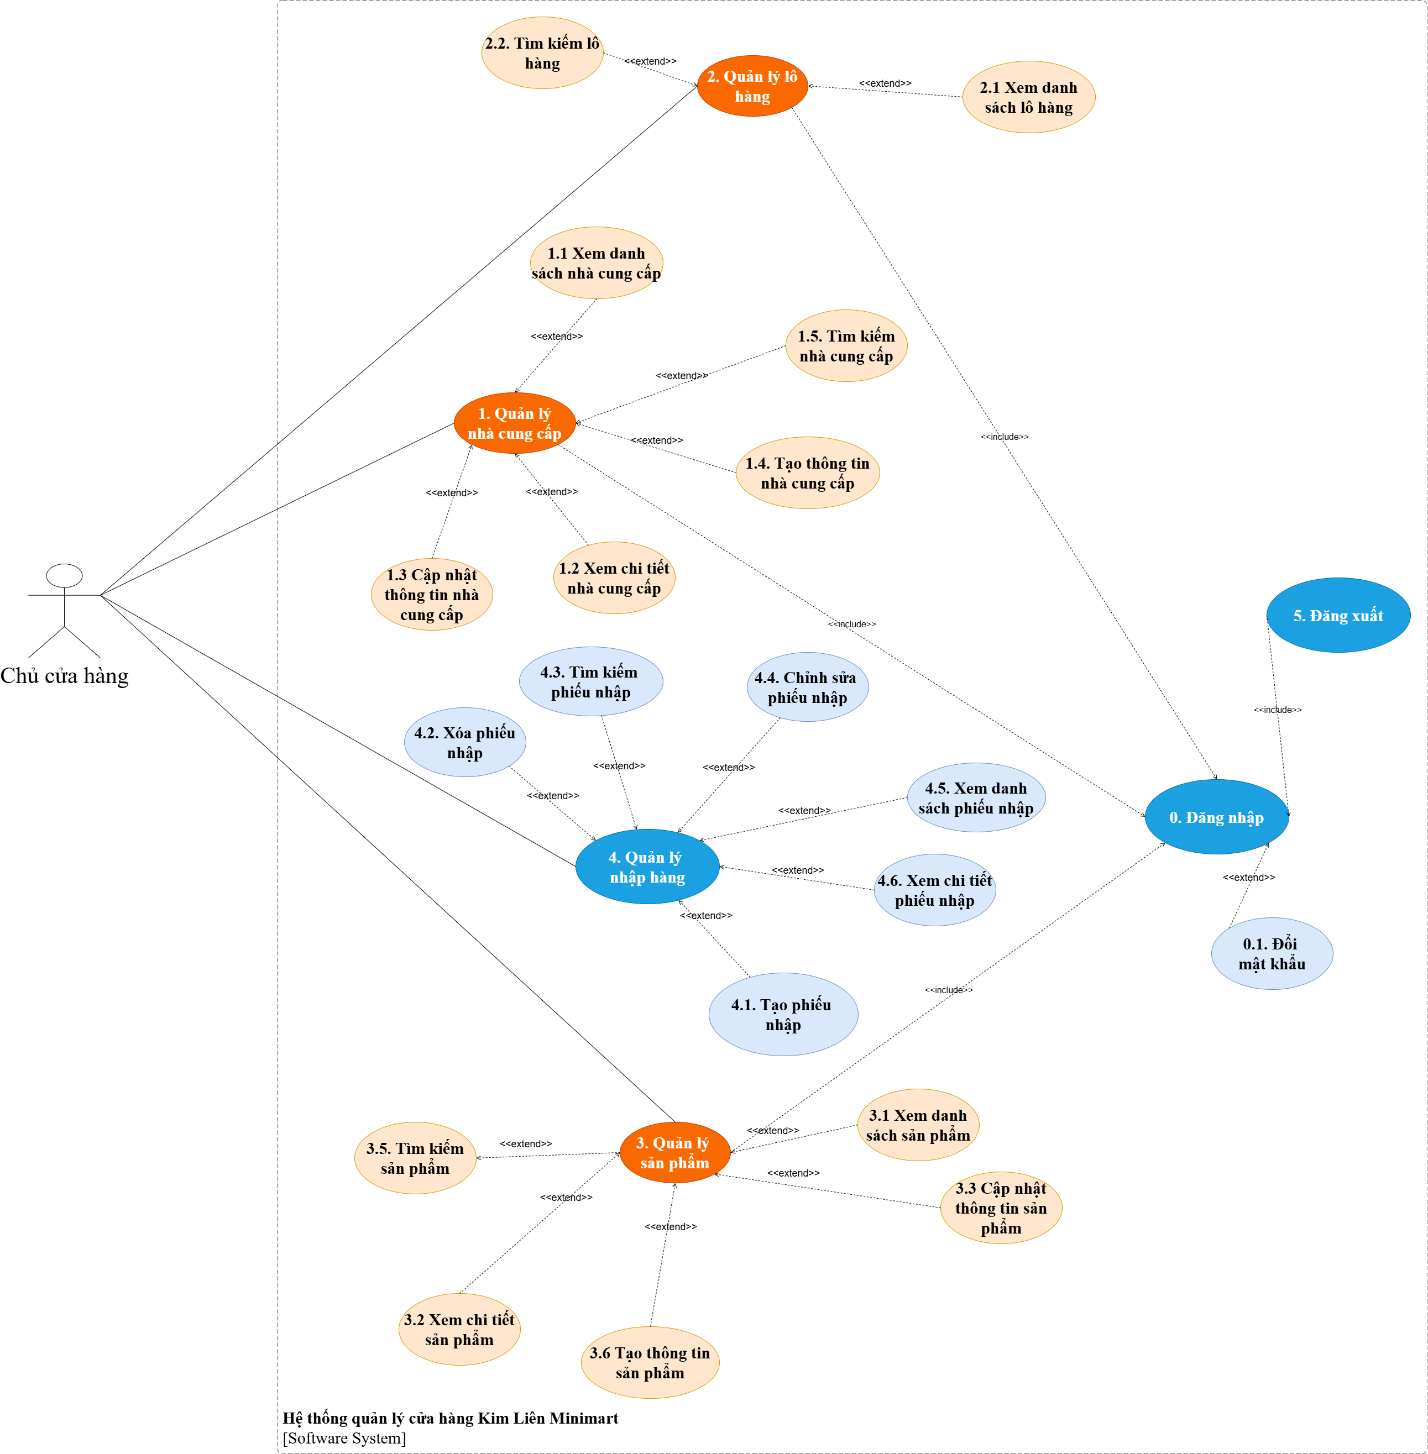 2.2. Tìm kiếm lô
hàng
<<extend>>
2. Quản lý lô
hàng
<<extend>>
2.1 Xem danh
sách lô hàng
1.1 Xem danh
sách nhà cung cấp
<<extend>>
1.5. Tìm kiếm
nhà cung cấp
<<extend>>
1. Quản lý
nhà cung cấp
<<extend>>
<<include>>
1.4. Tạo thông tin
nhà cung cấp
<<extend>>
<<extend>>
1.3 Cập nhật
thông tin nhà
cung cấp
1.2 Xem chi tiết
nhà cung cấp
<<include>>
5. Đăng xuất
Chủ cửa hàng
4.3. Tìm kiếm
phiếu nhập
4.4. Chỉnh sửa
phiếu nhập
<<include>>
4.2. Xóa phiếu
nhập
<<extend>>
<<extend>>
<<extend>>
4.5. Xem danh
sách phiếu nhập
<<extend>>
0. Đăng nhập
4. Quản lý
nhập hàng
<<extend>>
4.6. Xem chi tiết
phiếu nhập
<<extend>>
<<extend>>
0.1. Đổi
mật khẩu
4.1. Tạo phiếu
nhập
<<include>>
3.5. Tìm kiếm
sản phẩm
<<extend>>
3. Quản lý
sản phẩm
<<extend>>
3.1 Xem danh
sách sản phẩm
<<extend>>
3.3 Cập nhật
thông tin sản
phẩm
<<extend>>
<<extend>>
3.2 Xem chi tiết
sản phẩm
3.6 Tạo thông tin
sản phẩm
Hệ thống quản lý cửa hàng Kim Liên Minimart
[Software System]